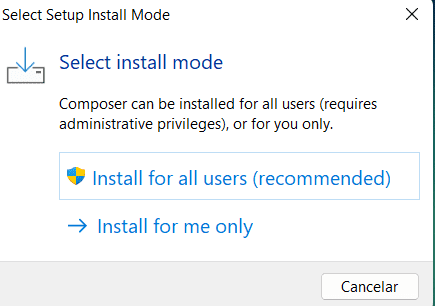 Select Setup Install Mode
Select install mode
Composer can be installed for all users (requires
administrative privileges), or for you only.
Install for all users (recommended)
Install for me only
Cancelar